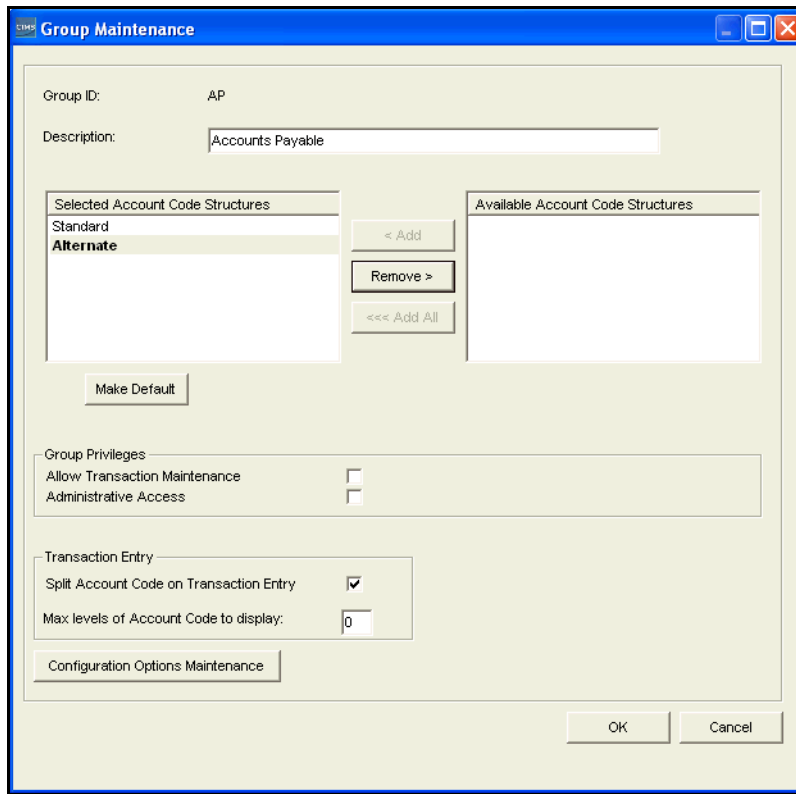 CIMS Group Maintenance
Group ID: AP
Description: Accounts Payable
Selected Account Code Structures
Standard
Alternate
< Add
Remove >
<<< Add All
Available Account Code Structures
Make Default
Group Privileges
Allow Transaction Maintenance
Administrative Access
Transaction Entry
Split Account Code on Transaction Entry
Max levels of Account Code to display: 0
Configuration Options Maintenance
OK Cancel